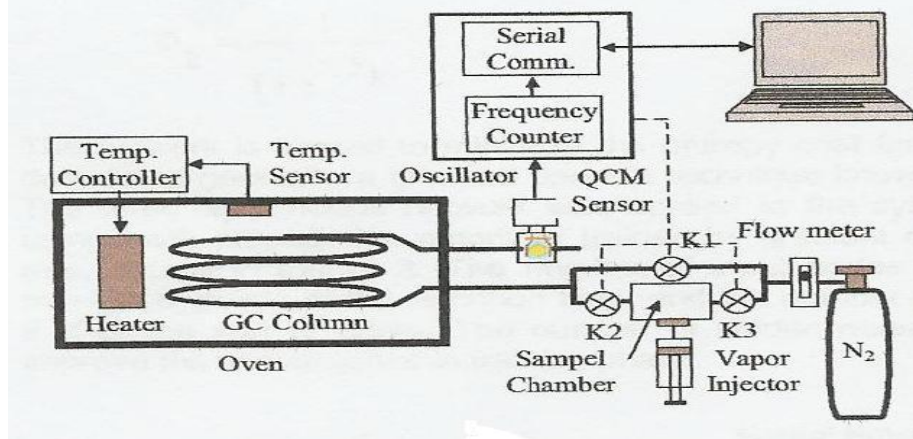 Serial
Comm.
Frequency
Counter
Temp.
Controller
Temp.
Sensor
Oscillator
QCM
Sensor
K1
Flow meter
Heater
GC Column
K2
K3
N₂
Oven
Sampel
Chamber
Vapor
Injector